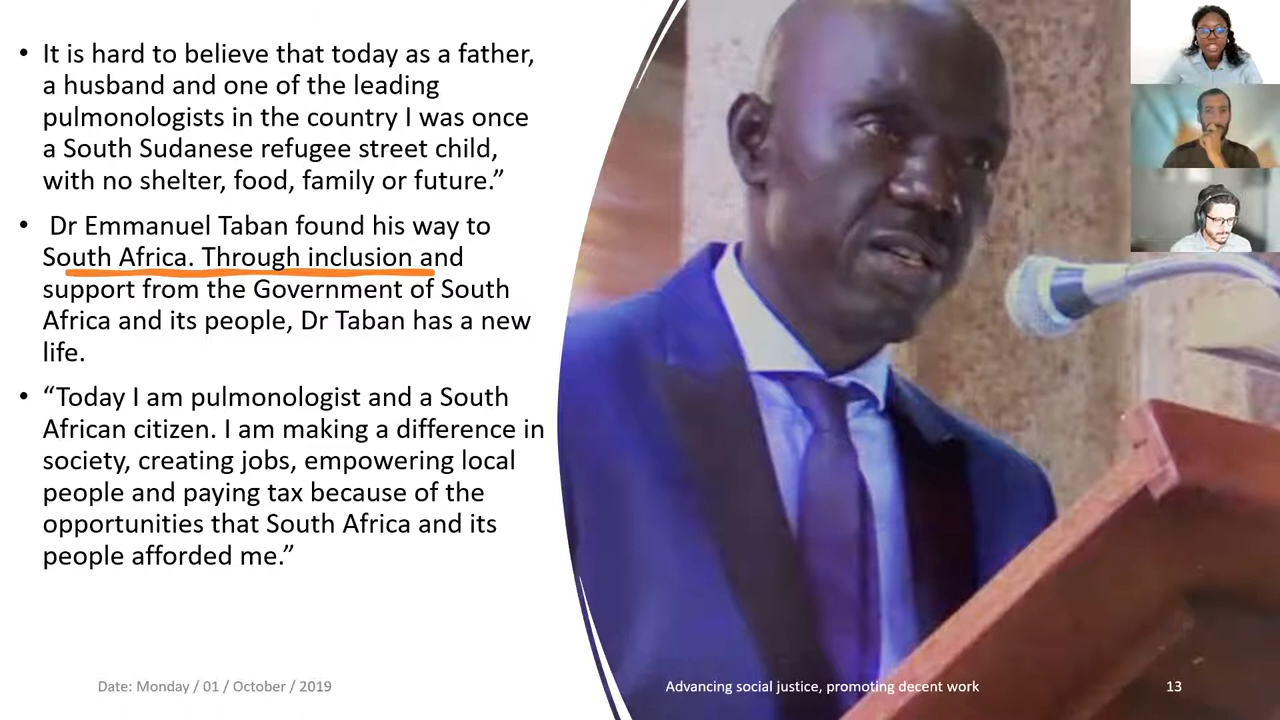 • It is hard to believe that today as a father,
a husband and one of the leading
pulmonologists in the country I was once
a South Sudanese refugee street child,
with no shelter, food, family or future.”
• Dr Emmanuel Taban found his way to
South Africa. Through inclusion and
support from the Government of South
Africa and its people, Dr Taban has a new
life.
• “Today I am pulmonologist and a South
African citizen. I am making a difference in
society, creating jobs, empowering local
people and paying tax because of the
opportunities that South Africa and its
people afforded me.”
Date: Monday / 01 / October / 2019
Advancing social justice, promoting decent work
13